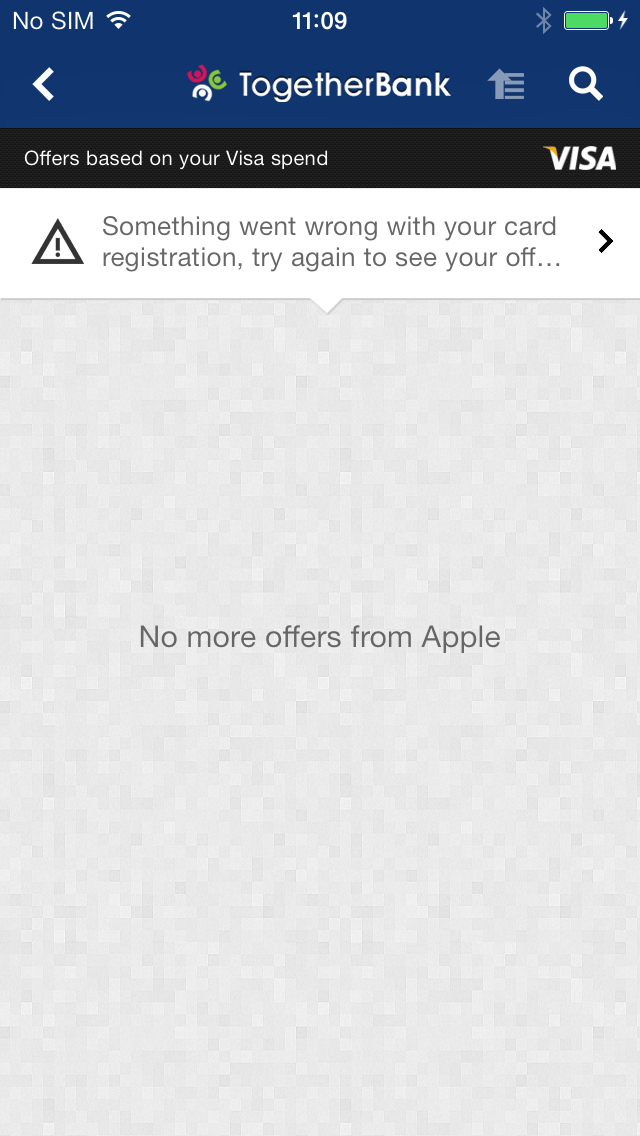 No SIM 11:09
TogetherBank
Offers based on your Visa spend VISA
Something went wrong with your card
registration, try again to see your off…
No more offers from Apple